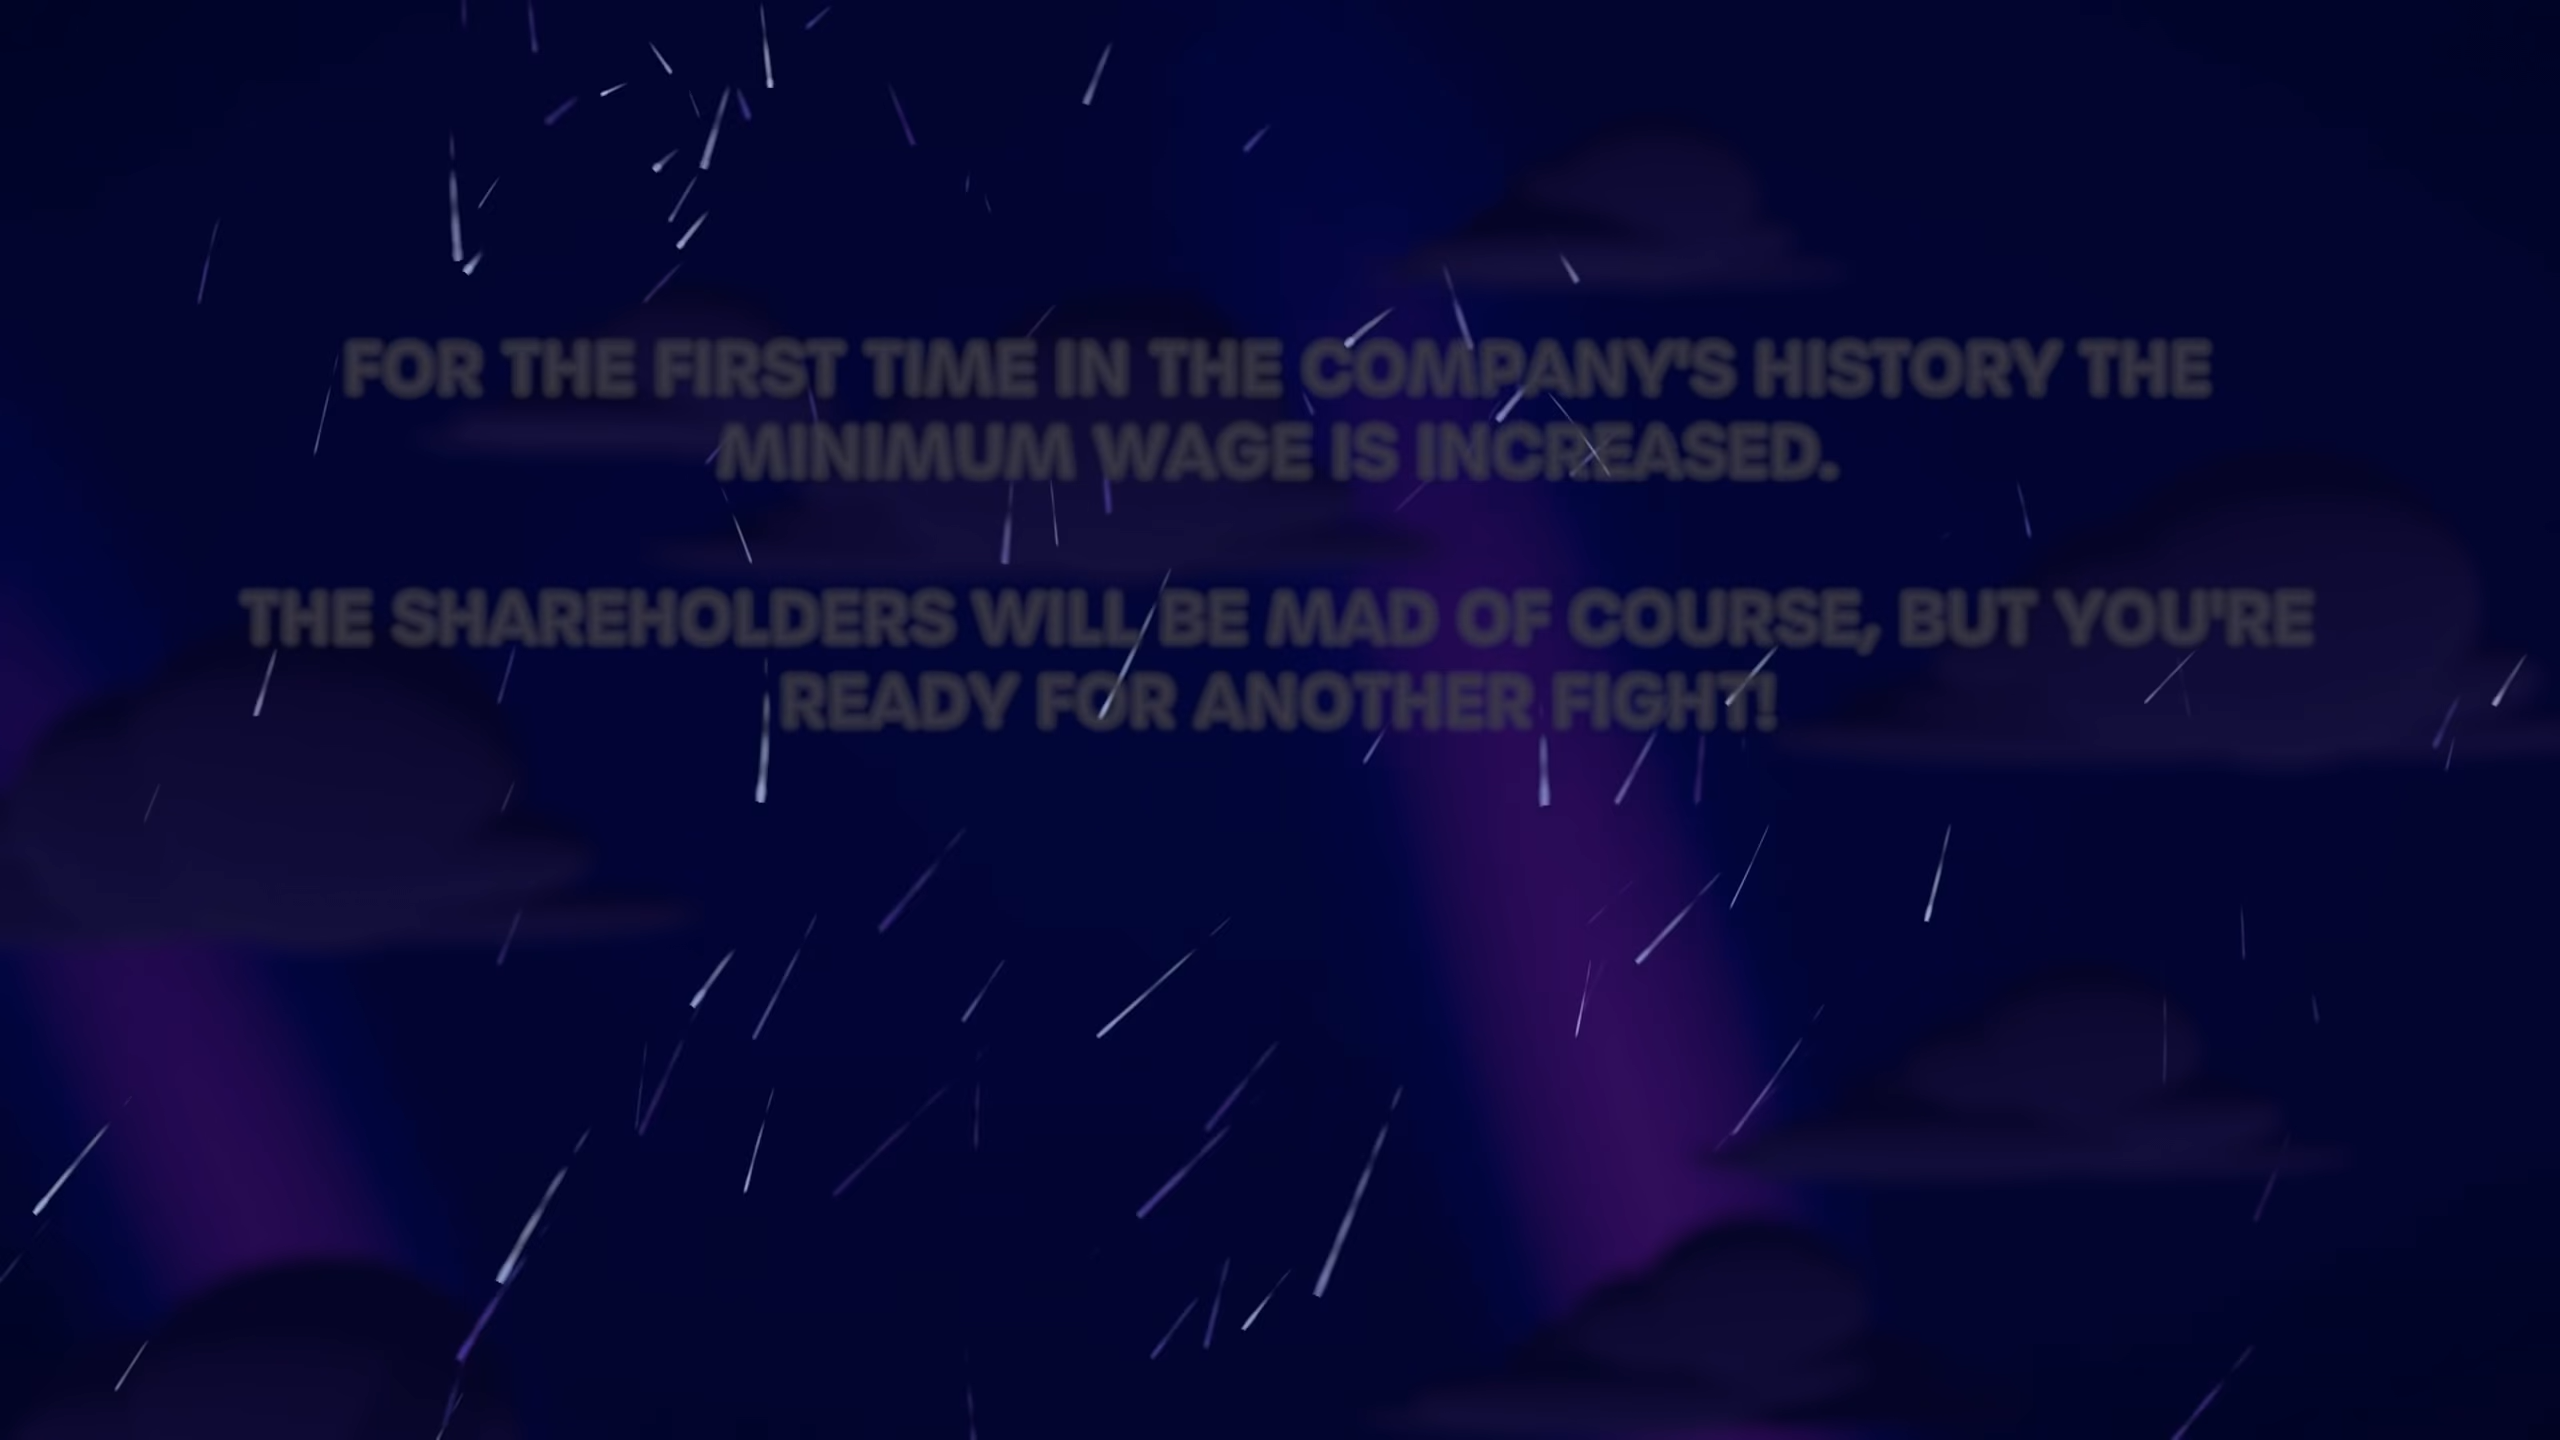 FOR THE FIRST TIME IN THE COMPANY'S HISTORY THE
MINIMUM WAGE IS INCREASED.
THE SHAREHOLDERS WILL BE MAD OF COURSE, BUT YOU'RE
READY FOR ANOTHER FIGHT!